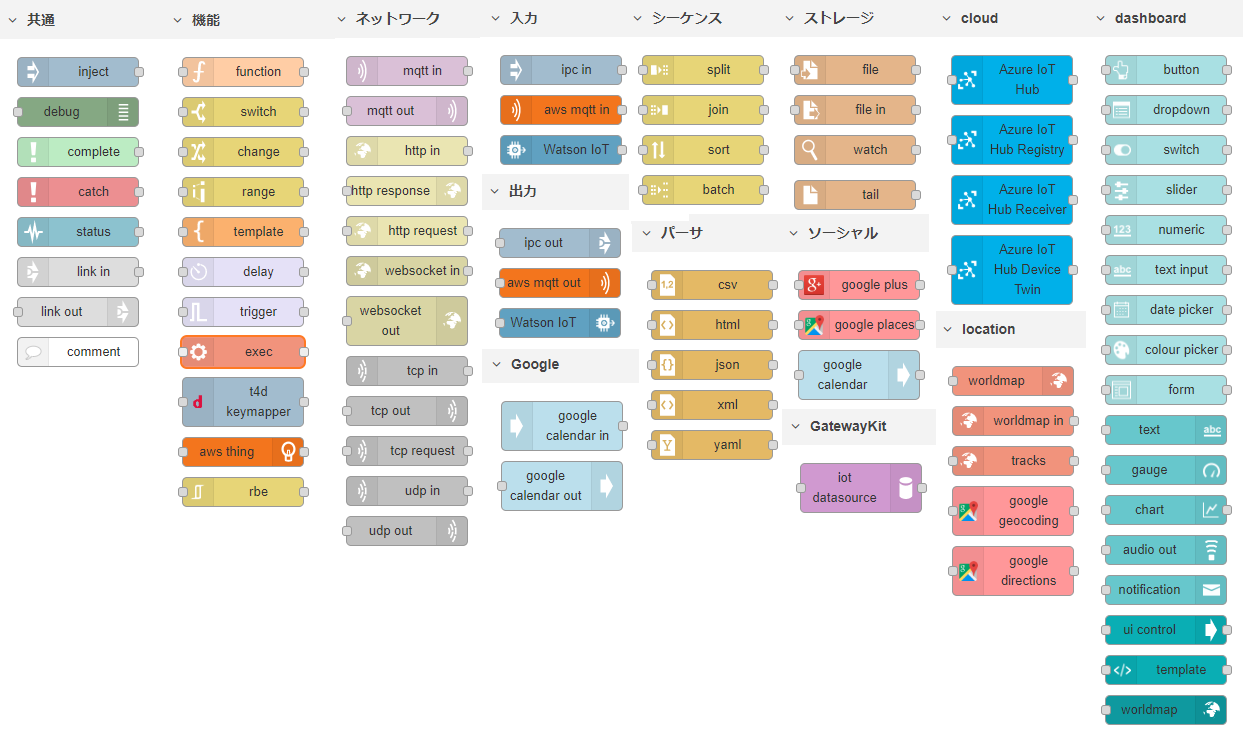 共通
inject
debug
complete
catch
status
link in
link out
comment
機能
function
switch
change
range
template
delay
trigger
exec
t4d
keymapper
aws thing
rbe
ネットワーク
mqtt in
mqtt out
http in
http response
http request
websocket in
websocket
out
tcp in
tcp out
tcp request
udp in
udp out
入力
ipc in
aws mqtt in
Watson IoT
出力
ipc out
aws mqtt out
Watson IoT
Google
google
calendar in
google
calendar out
シーケンス
split
join
sort
batch
パーサ
1,2
csv
html
json
xml
Y
yaml
ストレージ
file
file in
watch
tail
ソーシャル
g+
google plus
google places
google
calendar
GatewayKit
iot
datasource
cloud
Azure IoT
Hub
Azure IoT
Hub Registry
Azure IoT
Hub Receiver
Azure IoT
Hub Device
Twin
location
worldmap
worldmap in
tracks
google
geocoding
google
directions
dashboard
button
dropdown
switch
slider
123
numeric
abc
text input
date picker
colour picker
form
text
abc
gauge
chart
audio out
notification
ui control
template
worldmap